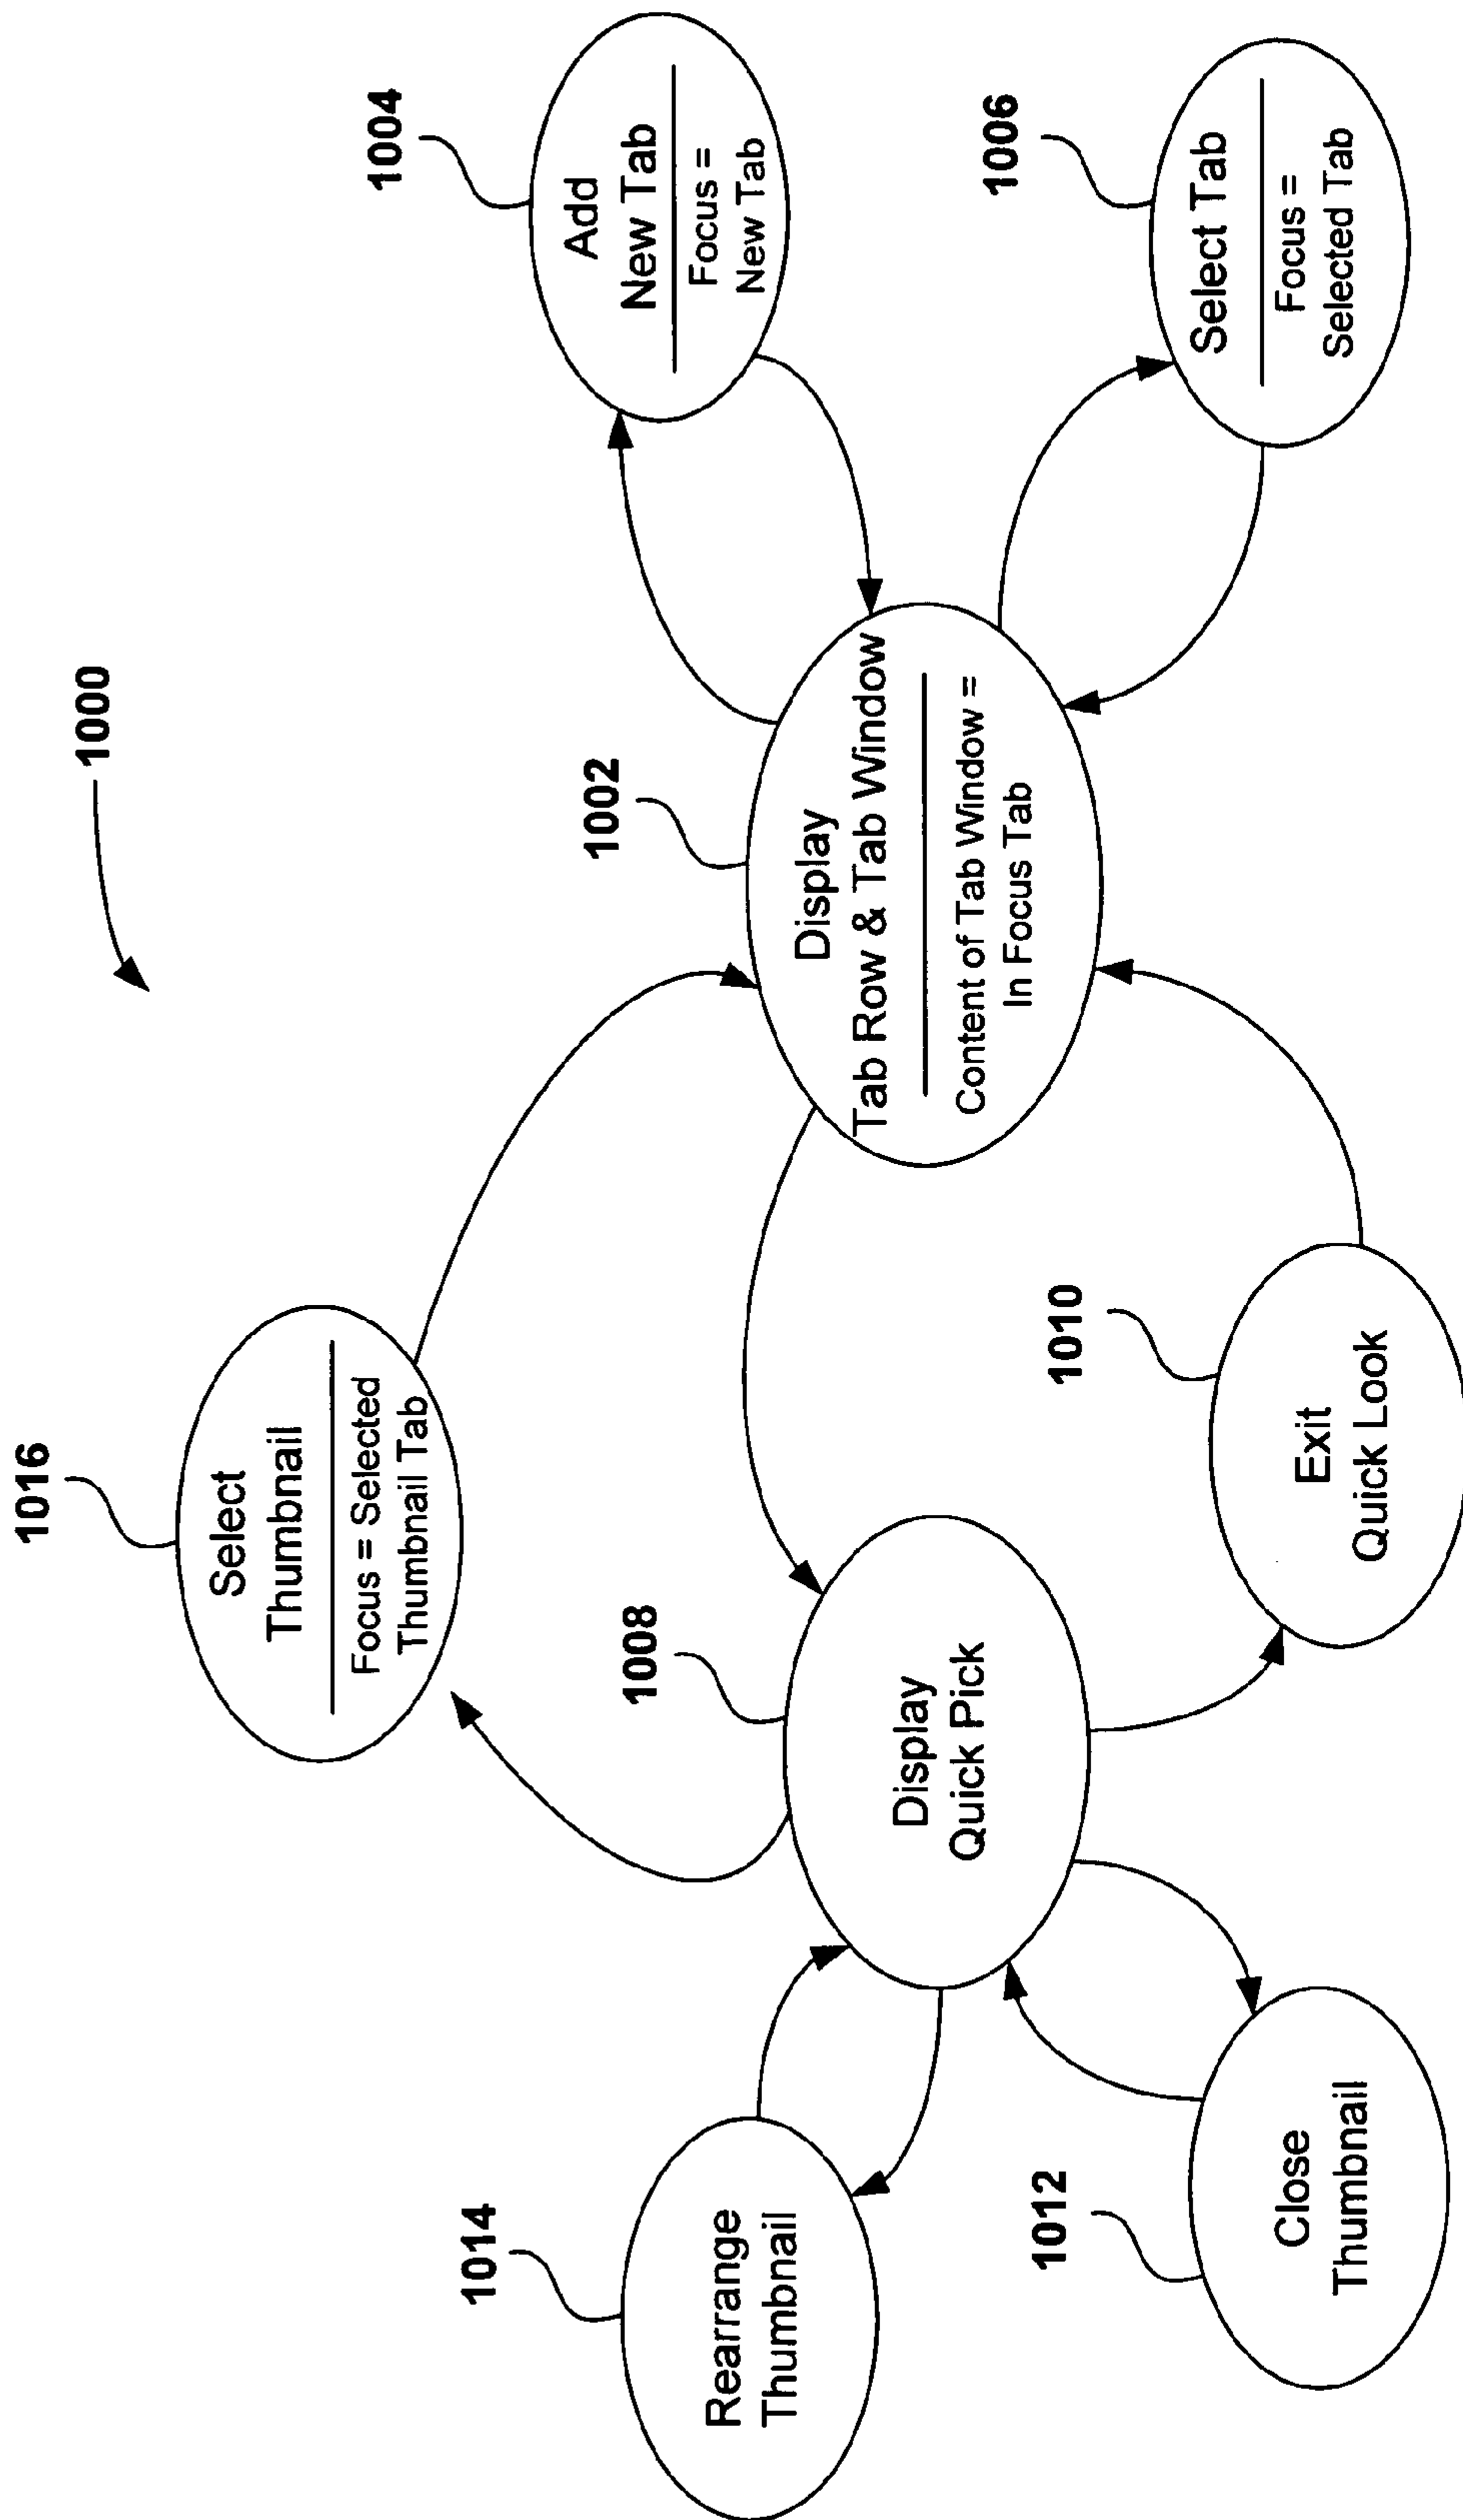 1000
1016
Select
Thumbnail
Focus = Selected
Thumbnail Tab
1004
Add
New Tab
Focus =
New Tab
1014
Rearrange
Thumbnail
1008
Display
Quick Pick
1002
Display
Tab Row & Tab Window
Content of Tab Window =
In Focus Tab
1006
Select Tab
Focus =
Selected Tab
1012
Close
Thumbnail
1010
Exit
Quick Look